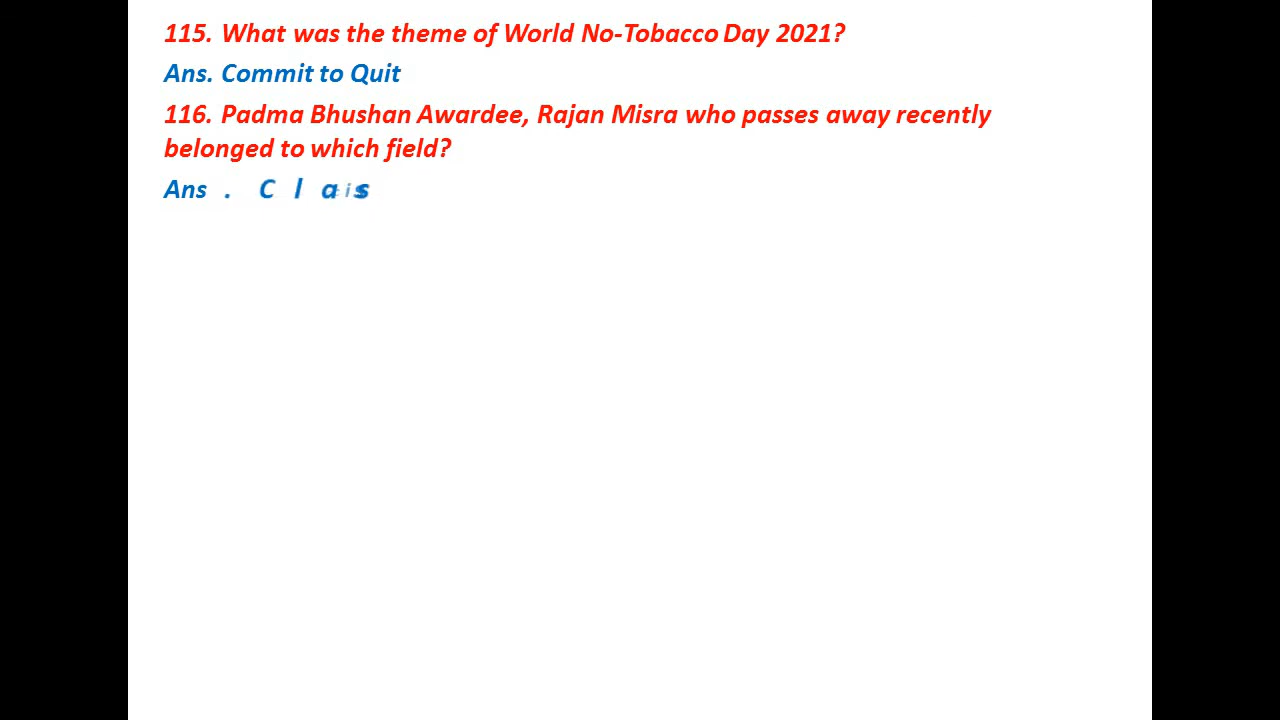 115. What was the theme of World No-Tobacco Day 2021?
Ans. Commit to Quit
116. Padma Bhushan Awardee, Rajan Misra who passes away recently
belonged to which field?
Ans . C l a